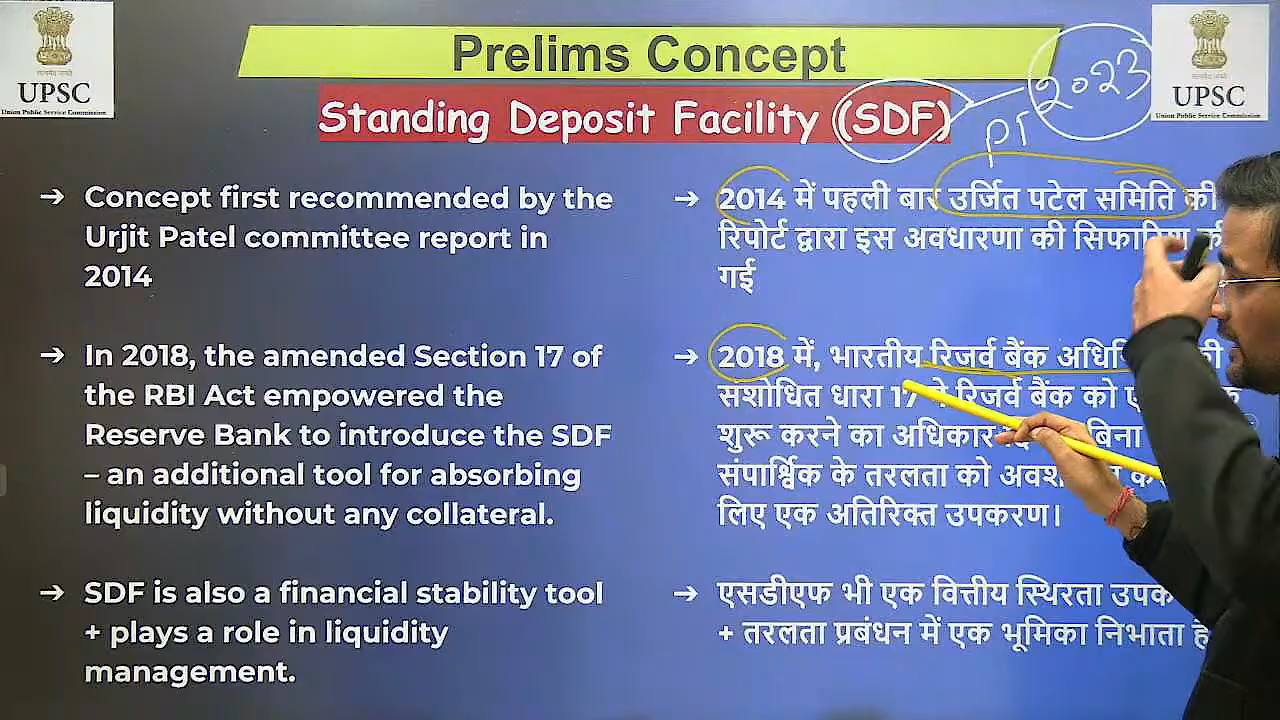 Prelims Concept
2023
UPSC
Union Public Service Commission
UPSC
Union Public Service Commission
Standing Deposit Facility (SDF)
PT
→ Concept first recommended by the
Urjit Patel committee report in
2014
→ In 2018, the amended Section 17 of
the RBI Act empowered the
Reserve Bank to introduce the SDF
– an additional tool for absorbing
liquidity without any collateral.
→ SDF is also a financial stability tool
+ plays a role in liquidity
management.
→ 2014 में पहली बार उर्जित पटेल समिति की
रिपोर्ट द्वारा इस अवधारणा की सिफारिश की
गई
→ 2018 में, भारतीय रिजर्व बैंक
सशोधित धारा 17 रिजर्व बैंक को
शुरू करने का अधिकार बिना
संपार्श्विक के तरलता को
लिए एक अतिरिक्त उपकरण।
→ एसडीएफ भी एक वित्तीय स्थिरता
+ तरलता प्रबंधन में एक भूमिका निभाता है